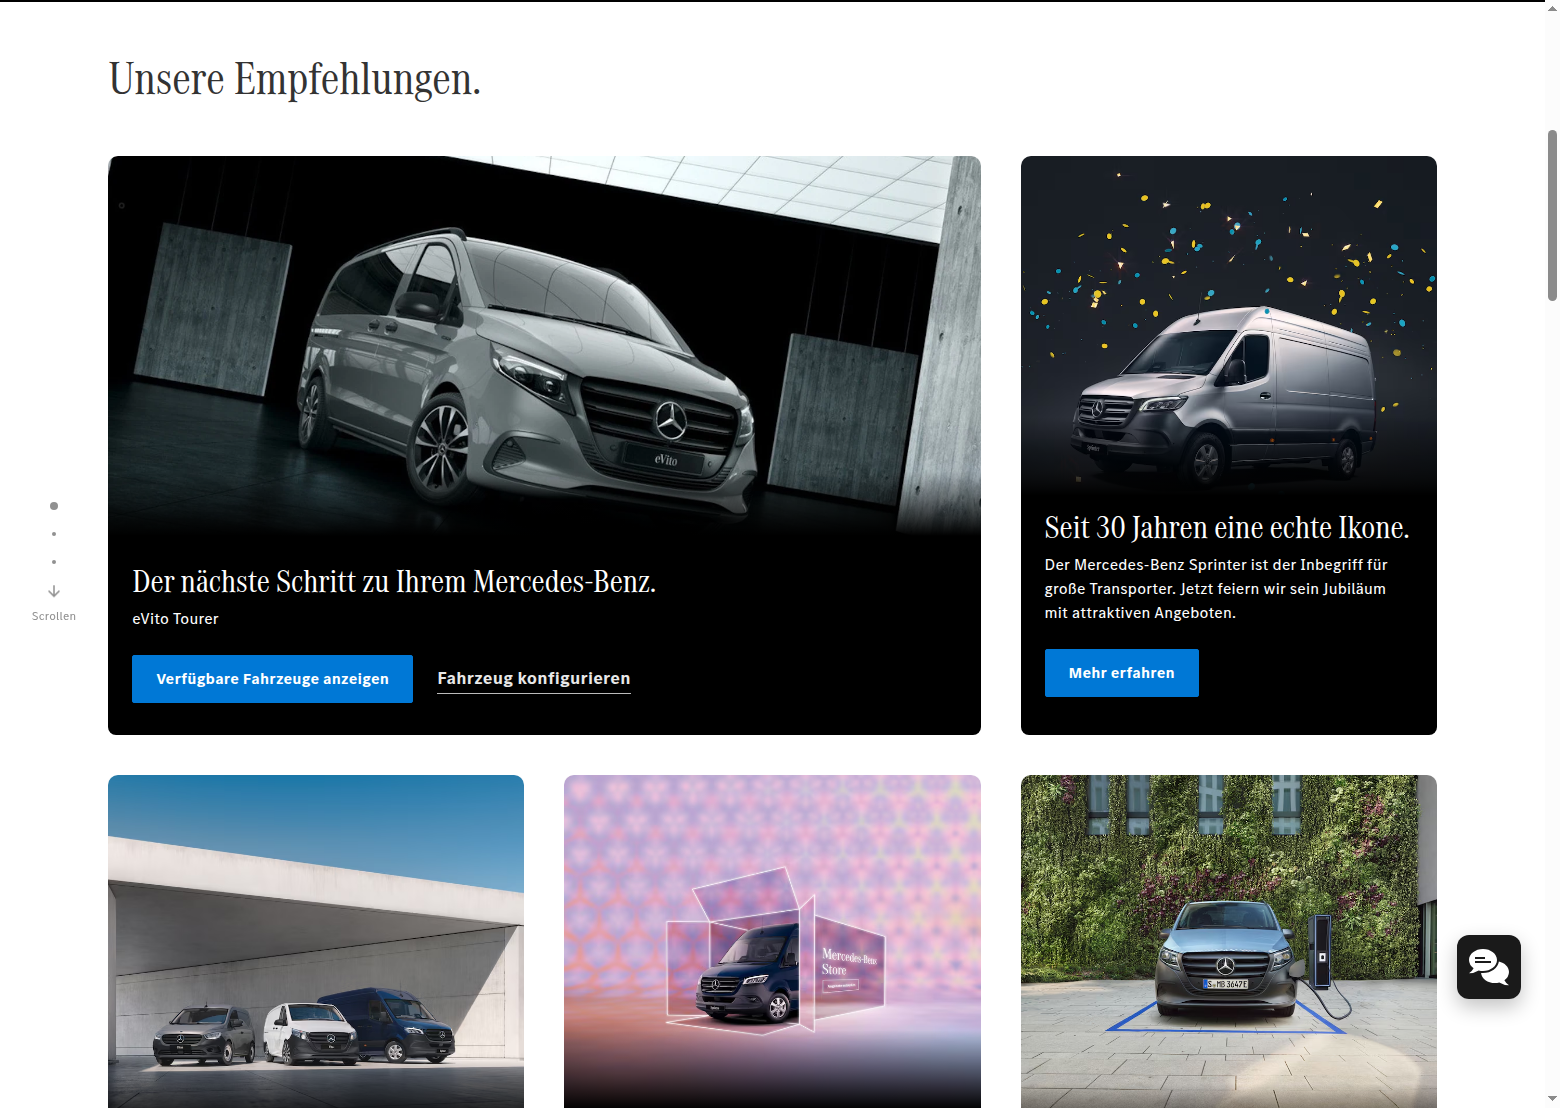 Unsere Empfehlungen.
eVito
Der nächste Schritt zu Ihrem Mercedes-Benz.
eVito Tourer
Verfügbare Fahrzeuge anzeigen
Fahrzeug konfigurieren
Seit 30 Jahren eine echte Ikone.
Der Mercedes-Benz Sprinter ist der Inbegriff für
große Transporter. Jetzt feiern wir sein Jubiläum
mit attraktiven Angeboten.
Mehr erfahren
Scrollen
Mercedes-Benz
Store
S MB 3647E